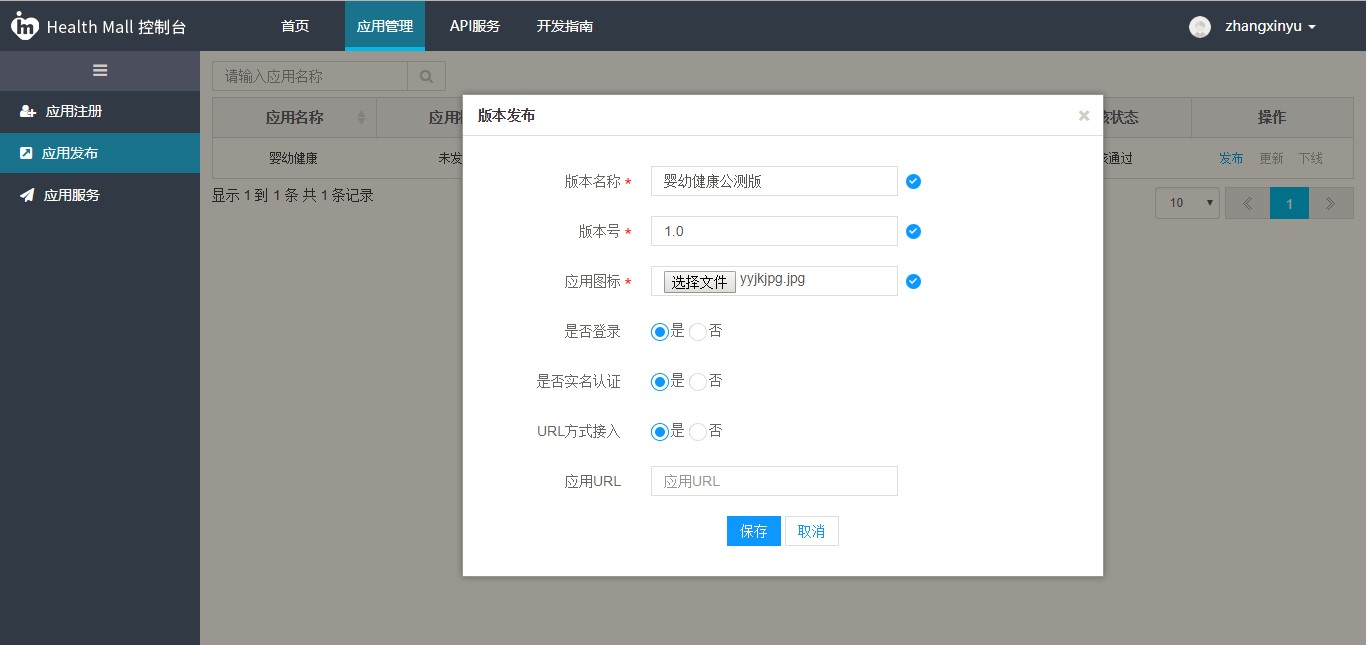 Health Mall 控制台 首页 应用管理 API服务 开发指南 zhangxinyu
应用注册
应用发布
应用服务
请输入应用名称
应用名称 应用 状态 操作
婴幼健康 未发 通过 发布 更新 下线
显示 1 到 1 条 共 1 条记录 10 1
版本发布
版本名称 * 婴幼健康公测版
版本号 * 1.0
应用图标 * 选择文件 yyjkjpg.jpg
是否登录 是 否
是否实名认证 是 否
URL方式接入 是 否
应用URL 应用URL
保存 取消